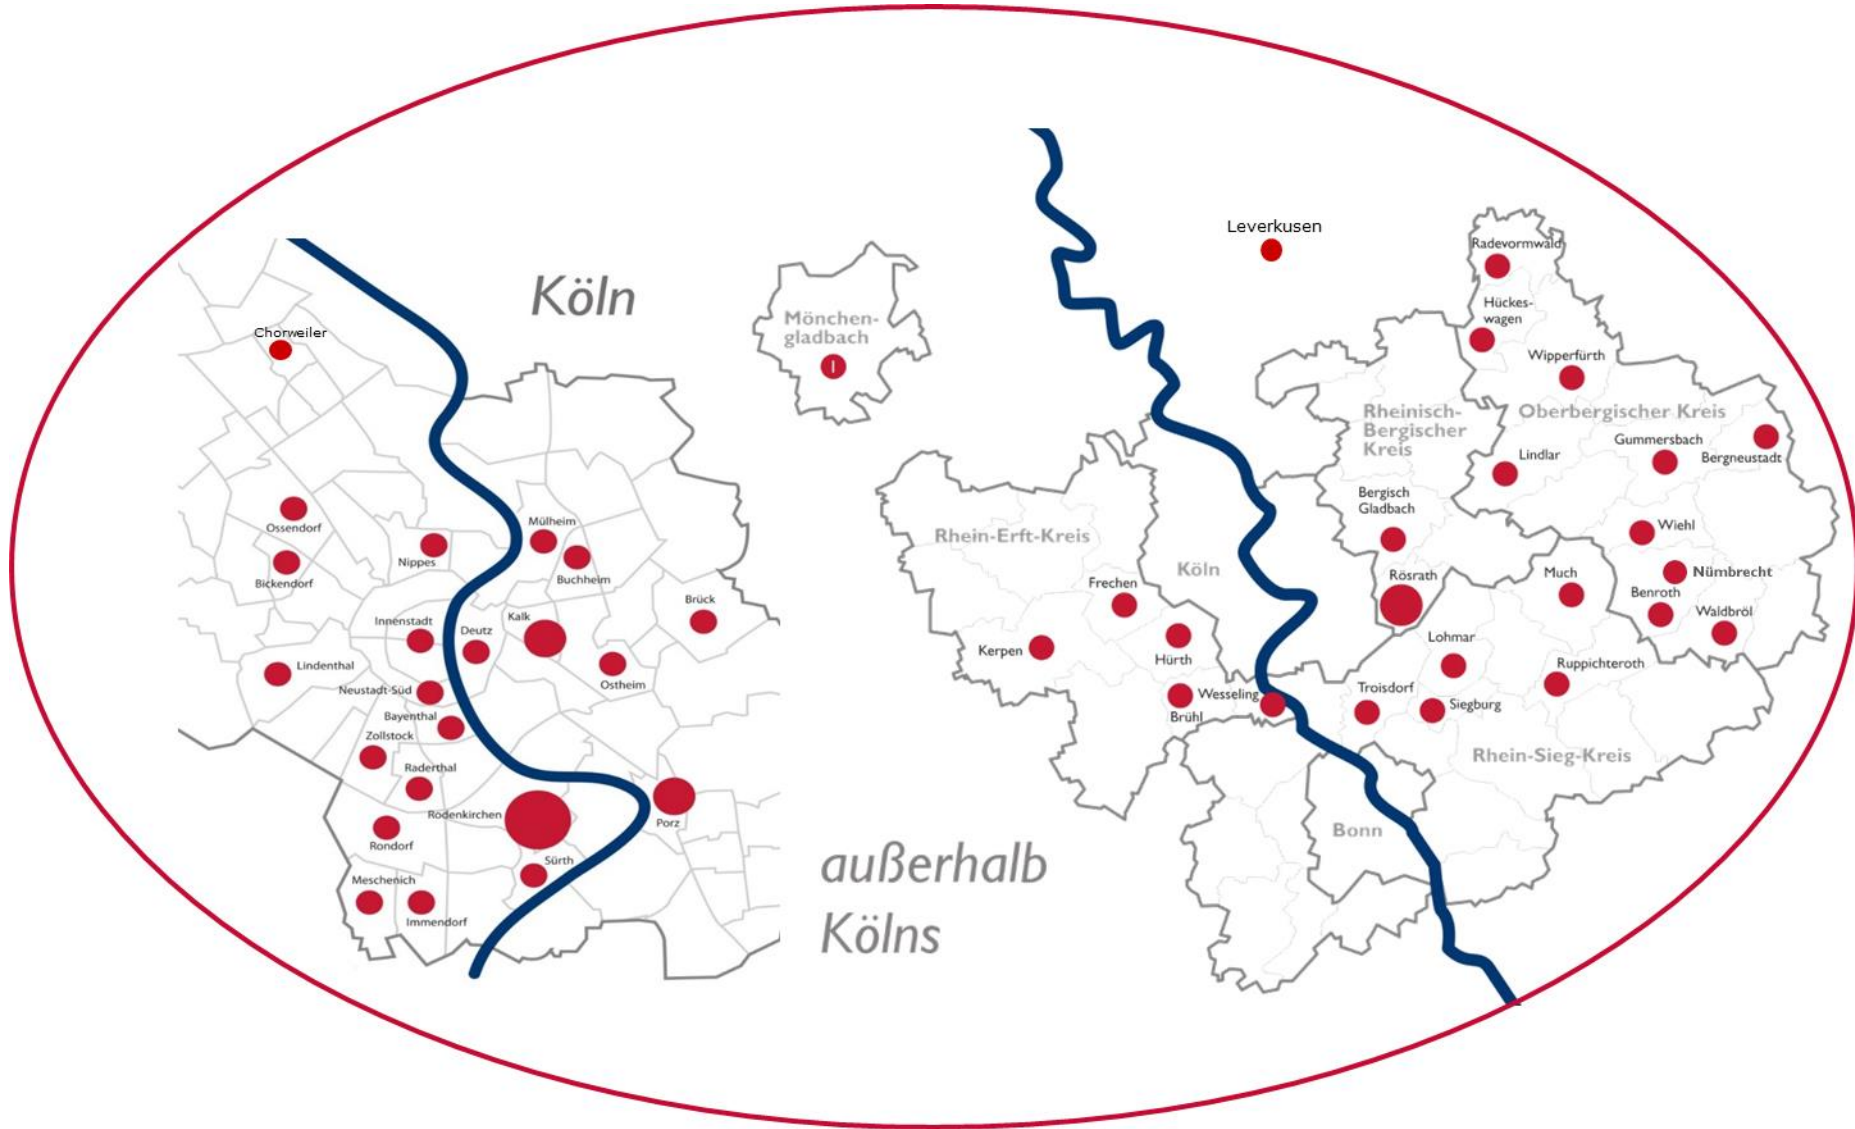 Köln
Chorweiler
Ossendorf
Bickendorf
Nippes
Mülheim
Buchheim
Brück
Innenstadt
Deutz
Kalk
Ostheim
Lindenthal
Neustadt-Süd
Bayenthal
Zollstock
Raderthal
Rodenkirchen
Porz
Rondorf
Sürth
Meschenich
Immendorf
Mönchen-
gladbach
I
außerhalb
Kölns
Leverkusen
Radevormwald
Hückes-
wagen
Wipperfürth
Rheinisch-
Bergischer
Kreis
Oberbergischer Kreis
Gummersbach
Bergneustadt
Lindlar
Bergisch
Gladbach
Wiehl
Rhein-Erft-Kreis
Köln
Frechen
Rösrath
Much
Nümbrecht
Benroth
Waldbröl
Kerpen
Hürth
Lohmar
Ruppichteroth
Wesseling
Brühl
Troisdorf
Siegburg
Rhein-Sieg-Kreis
Bonn